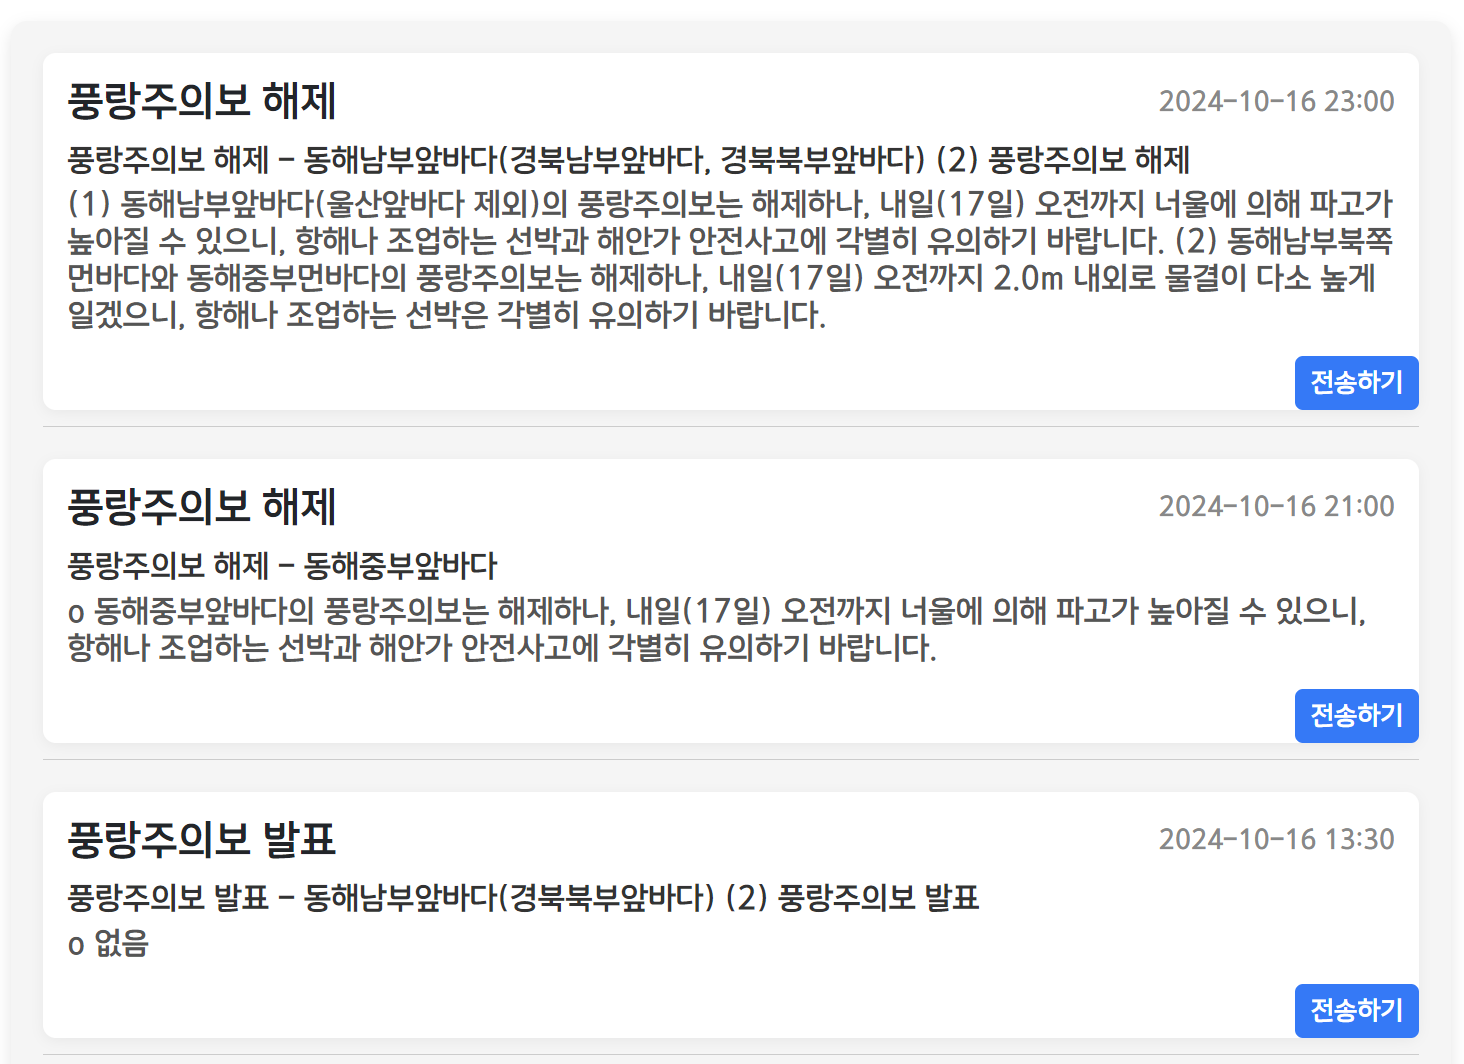 풍랑주의보 해제
2024-10-16 23:00
풍랑주의보 해제 - 동해남부앞바다(경북남부앞바다, 경북북부앞바다) (2) 풍랑주의보 해제
(1) 동해남부앞바다(울산앞바다 제외)의 풍랑주의보는 해제하나, 내일(17일) 오전까지 너울에 의해 파고가
높아질 수 있으니, 항해나 조업하는 선박과 해안가 안전사고에 각별히 유의하기 바랍니다. (2) 동해남부북쪽
먼바다와 동해중부먼바다의 풍랑주의보는 해제하나, 내일(17일) 오전까지 2.0m 내외로 물결이 다소 높게
일겠으니, 항해나 조업하는 선박은 각별히 유의하기 바랍니다.
전송하기
풍랑주의보 해제
2024-10-16 21:00
풍랑주의보 해제 - 동해중부앞바다
o 동해중부앞바다의 풍랑주의보는 해제하나, 내일(17일) 오전까지 너울에 의해 파고가 높아질 수 있으니,
항해나 조업하는 선박과 해안가 안전사고에 각별히 유의하기 바랍니다.
전송하기
풍랑주의보 발표
2024-10-16 13:30
풍랑주의보 발표 - 동해남부앞바다(경북북부앞바다) (2) 풍랑주의보 발표
o 없음
전송하기